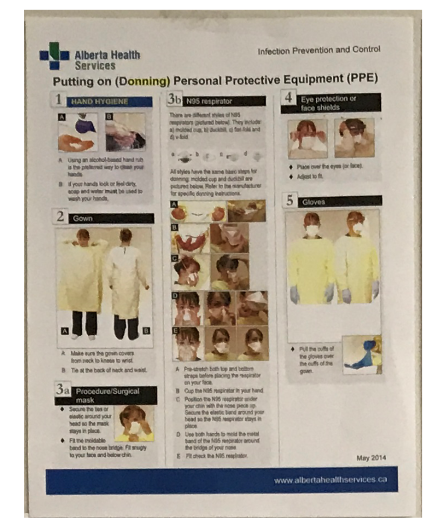 Alberta Health
Services
Infection Prevention and Control
Putting on (Donning) Personal Protective Equipment (PPE)
1 HAND HYGIENE
A B
A Using an alcohol-based hand rub
is the preferred way to clean your
hands.
B If your hands look or feel dirty,
soap and water must be used to
wash your hands.
2 Gown
A B
A Make sure the gown covers
from neck to knees to wrist.
B Tie at the back of neck and waist.
3a Procedure/Surgical
mask
Secure the ties or
elastic around your
head so the mask
stays in place.
Fit the moldable
band to the nose bridge. Fit snugly
to your face and below chin.
3b N95 respirator
There are different styles of N95
respirators (pictured below). They include:
a) molded cup, b) duckbill, c) flat-fold and
d) v-fold
All styles have the same basic steps for
donning; molded cup and duckbill are
pictured below. Refer to the manufacturer
for specific donning instructions.
A
B
C
D
E
A Pre-stretch both top and bottom
straps before placing the respirator
on your face.
B Cup the N95 respirator in your hand.
C Position the N95 respirator under
your chin with the nose piece up.
Secure the elastic band around your
head so the N95 respirator stays in
place.
D Use both hands to mold the metal
band of the N95 respirator around
the bridge of your nose.
E Fit check the N95 respirator.
4 Eye protection or
face shields
Place over the eyes (or face).
Adjust to fit.
5 Gloves
Pull the cuffs of
the gloves over
the cuffs of the
gown.
May 2014
www.albertahealthservices.ca